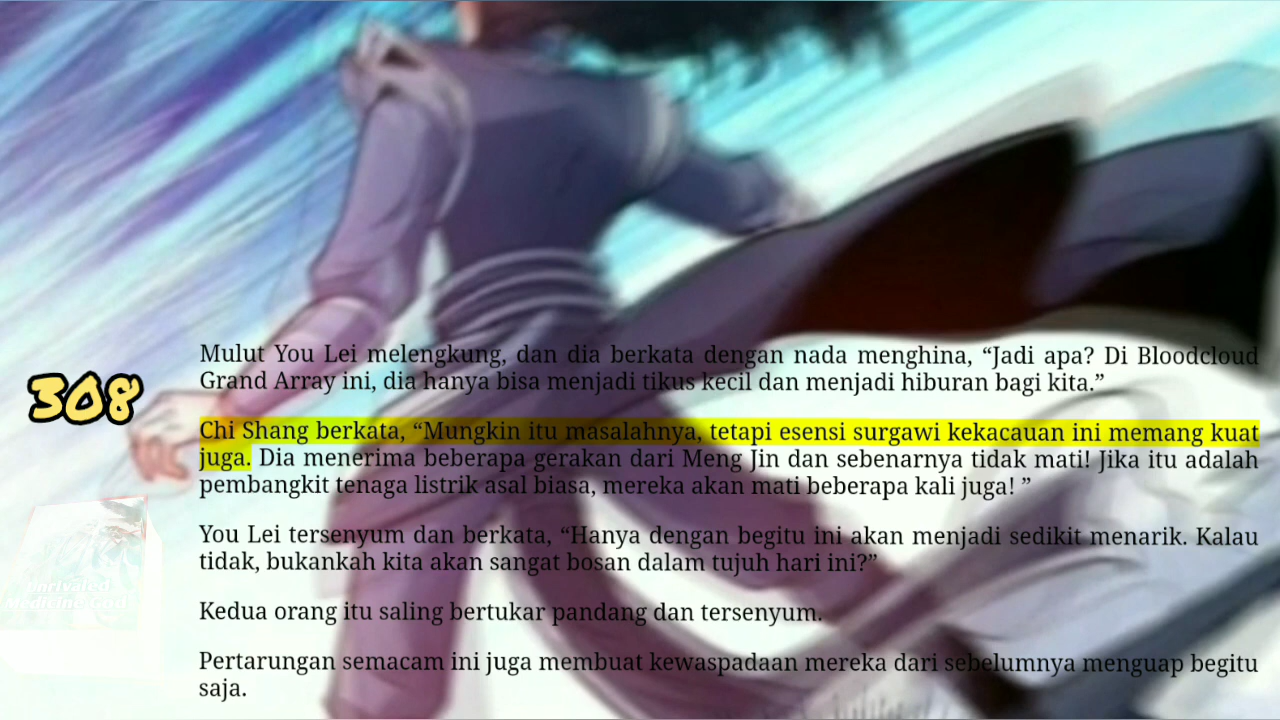 Mulut You Lei melengkung, dan dia berkata dengan nada menghina, “Jadi apa? Di Bloodcloud
Grand Array ini, dia hanya bisa menjadi tikus kecil dan menjadi hiburan bagi kita.”
308
Chi Shang berkata, “Mungkin itu masalahnya, tetapi esensi surgawi kekacauan ini memang kuat
juga. Dia menerima beberapa gerakan dari Meng Jin dan sebenarnya tidak mati! Jika itu adalah
pembangkit tenaga listrik asal biasa, mereka akan mati beberapa kali juga! ”
You Lei tersenyum dan berkata, “Hanya dengan begitu ini akan menjadi sedikit menarik. Kalau
tidak, bukankah kita akan sangat bosan dalam tujuh hari ini?”
Unrivaled
Medicine God
Kedua orang itu saling bertukar pandang dan tersenyum.
Pertarungan semacam ini juga membuat kewaspadaan mereka dari sebelumnya menguap begitu
saja.